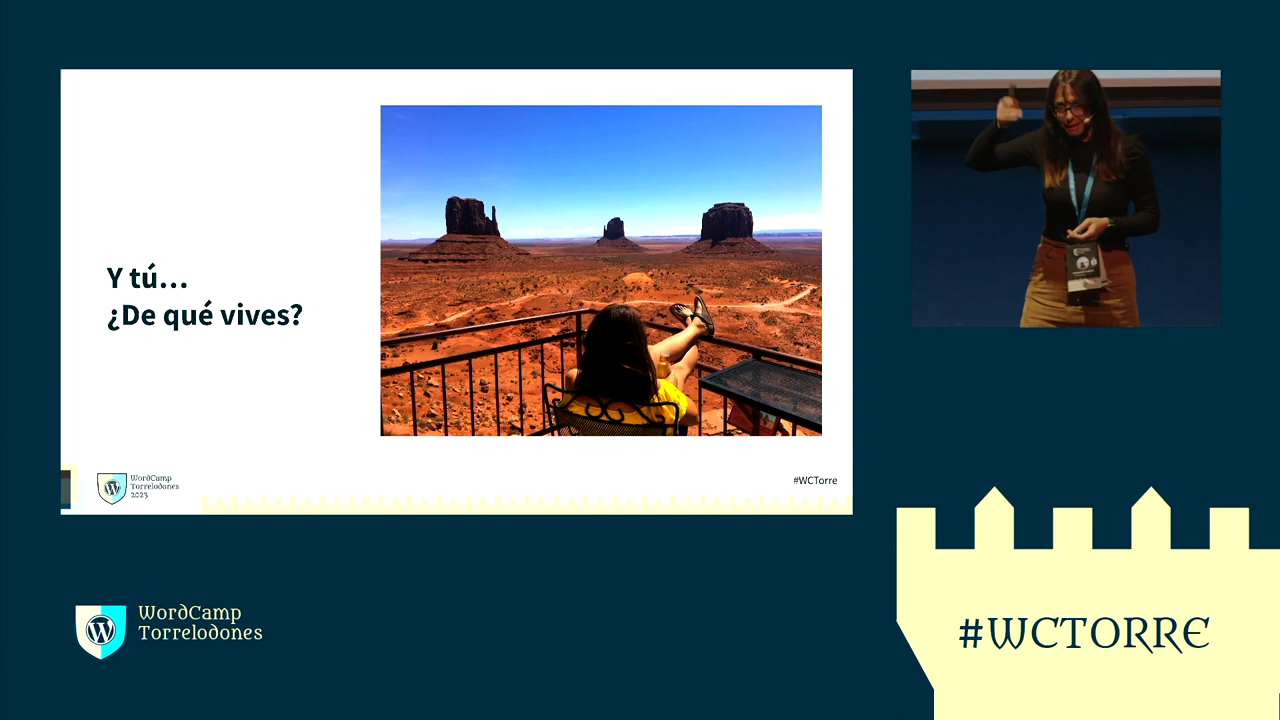 Y tú...
¿De qué vives?
WordCamp
Torrelodones
2023
#WCTorre
WordCamp
Torrelodones
#WCTORRE